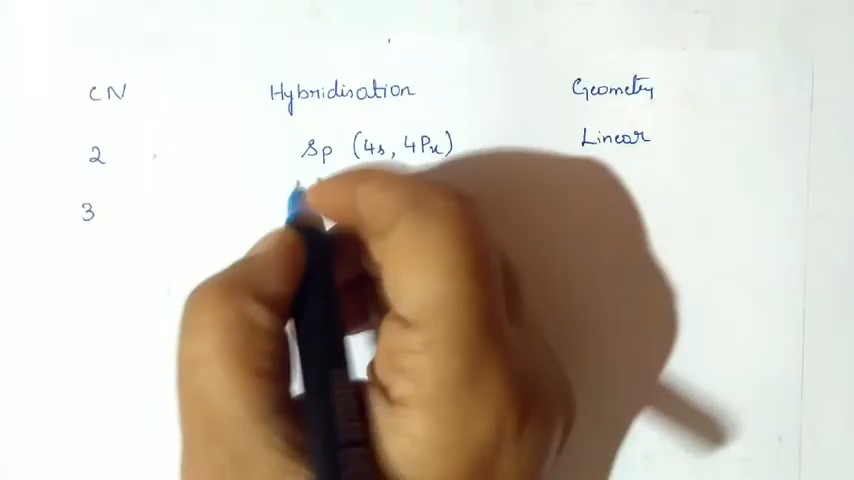 CN Hybridisation Geometry
2 sp (4s, 4Px) Linear
3